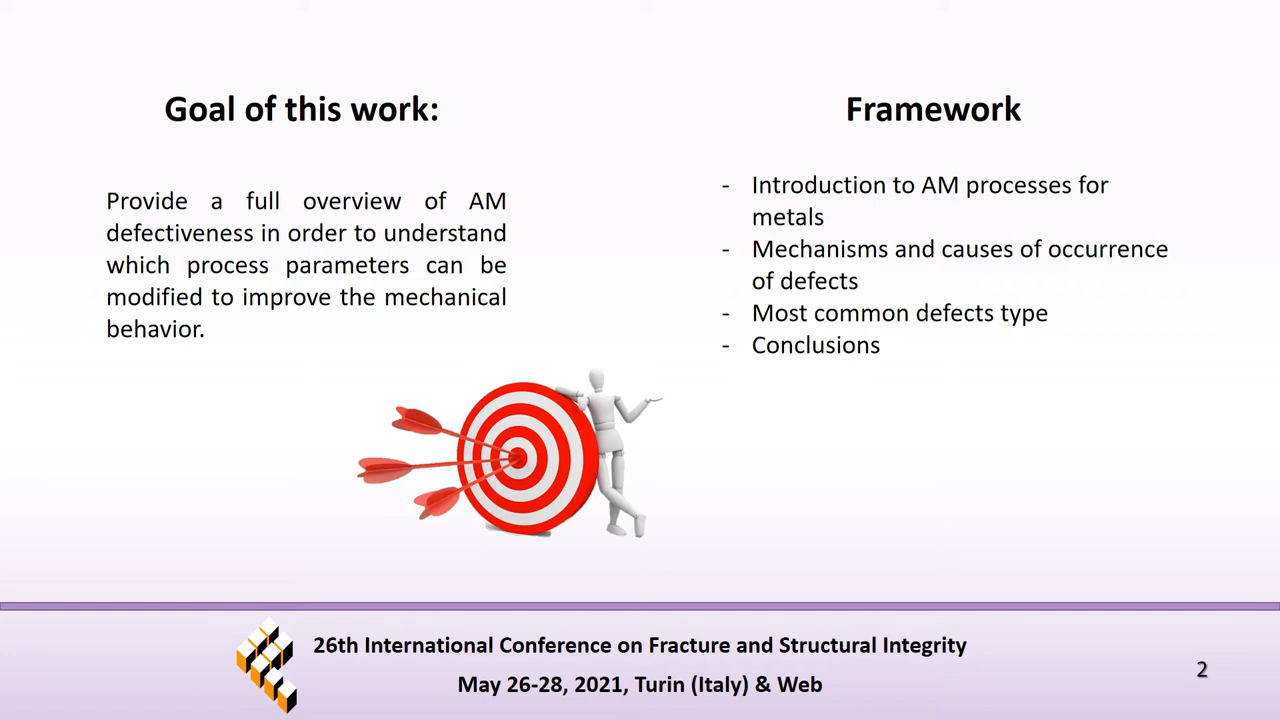 Goal of this work:
Provide a full overview of AM
defectiveness in order to understand
which process parameters can be
modified to improve the mechanical
behavior.
Framework
- Introduction to AM processes for
metals
- Mechanisms and causes of occurrence
of defects
- Most common defects type
- Conclusions
26th International Conference on Fracture and Structural Integrity
May 26-28, 2021, Turin (Italy) & Web
2